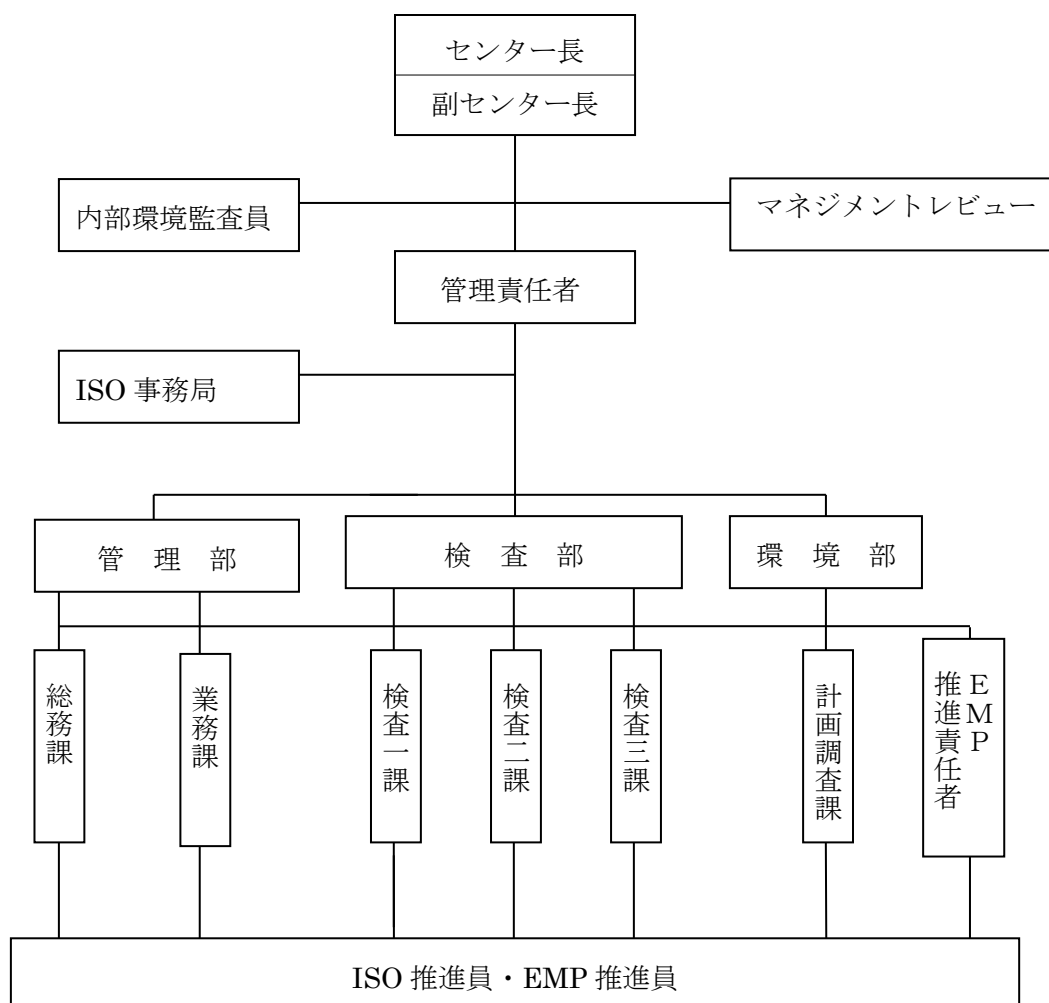 センター長
副センター長
内部環境監査員
マネジメントレビュー
管理責任者
ISO 事務局
管 理 部
検 査 部
環 境 部
総務課
業務課
検査一課
検査二課
検査三課
計画調査課
EMP
推進責任者
ISO 推進員・EMP 推進員